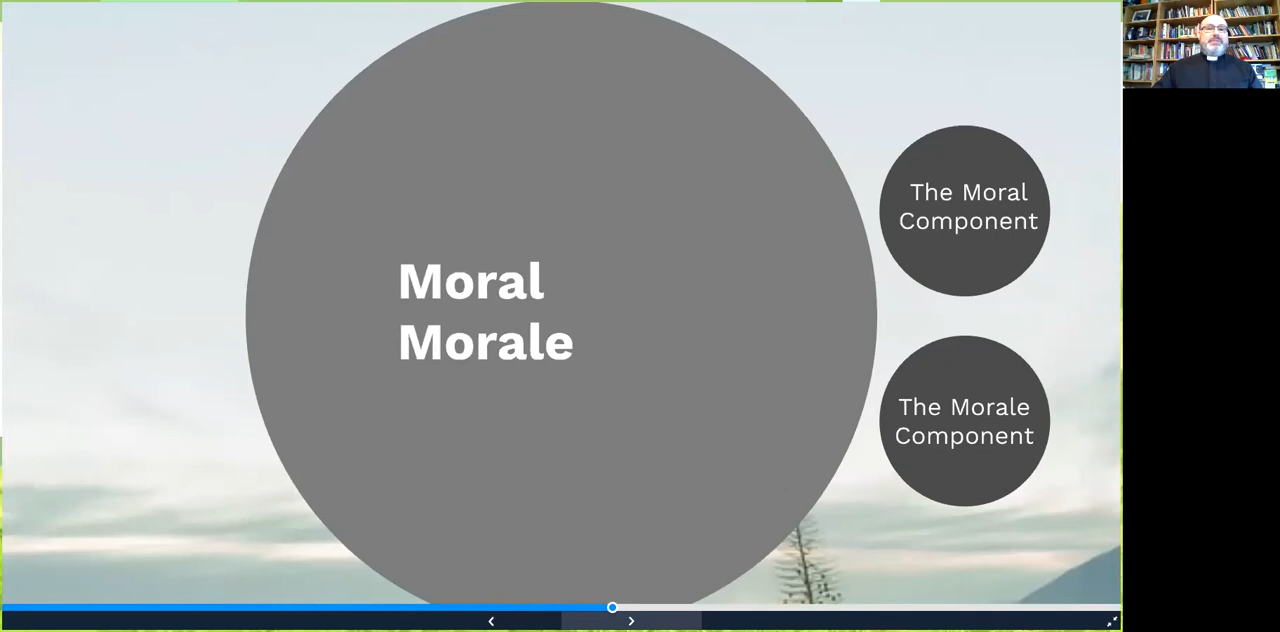 Moral
Morale
The Moral
Component
The Morale
Component